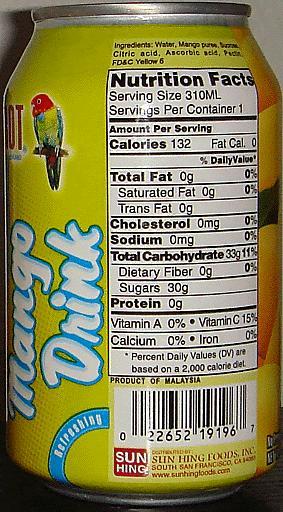 Ingredients: Water, Mango puree, Sucrose,
Citric acid, Ascorbic acid, Pectin,
FD&C Yellow 5
Nutrition Facts
Serving Size 310ML
Servings Per Container 1
Amount Per Serving
Calories 132 Fat Cal. 0
% DailyValue*
Total Fat 0g 0%
Saturated Fat 0g 0%
Trans Fat 0g
Cholesterol 0mg 0%
Sodium 0mg 0%
Total Carbohydrate 33g 11%
Dietary Fiber 0g 0%
Sugars 30g
Protein 0g
Vitamin A 0% • Vitamin C 15%
Calcium 0% • Iron 0%
* Percent Daily Values (DV) are
based on a 2,000 calorie diet.
PRODUCT OF MALAYSIA
0 22652 19196 7
SUN
HING
DISTRIBUTED BY:
SUN HING FOODS, INC.
SOUTH SAN FRANCISCO, CA 94080
www.sunhingfoods.com
OT
Mango
Drink
Refreshing